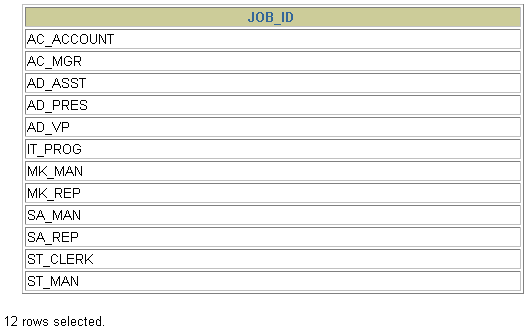 JOB_ID
AC_ACCOUNT
AC_MGR
AD_ASST
AD_PRES
AD_VP
IT_PROG
MK_MAN
MK_REP
SA_MAN
SA_REP
ST_CLERK
ST_MAN
12 rows selected.